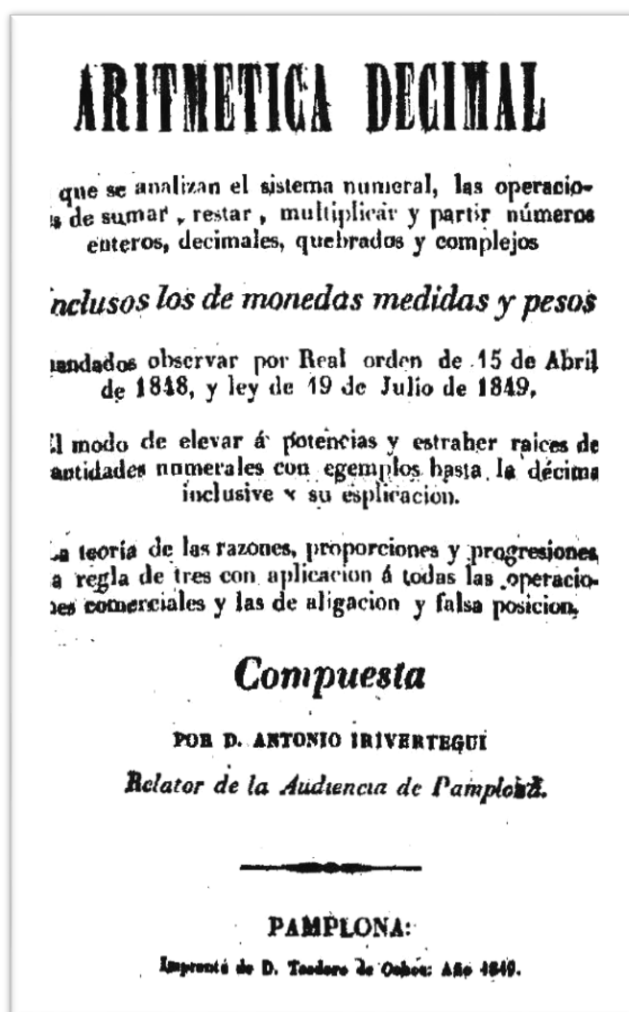 ARITMETICA DECIMAL
que se analizan el sistema numeral, las operacio-
s de sumar, restar, multiplicar y partir números
enteros, decimales, quebrados y complejos
nclusos los de monedas medidas y pesos
andados observar por Real orden de 15 de Abril
de 1848, y ley de 19 de Julio de 1849,
l modo de elevar á potencias y estraher raices de
antidades numerales con egemplos hasta la décima
inclusive y su esplicacion.
a teoría de las razones, proporciones y progresiones
a regla de tres con aplicacion á todas las operacio-
nes comerciales y las de aligacion y falsa posicion,
Compuesta
POR D. ANTONIO IRIVERTEGUI
Relator de la Audiencia de Pamplona.
PAMPLONA:
Imprenta de D. Teodoro de Ochoa: Año 1849.